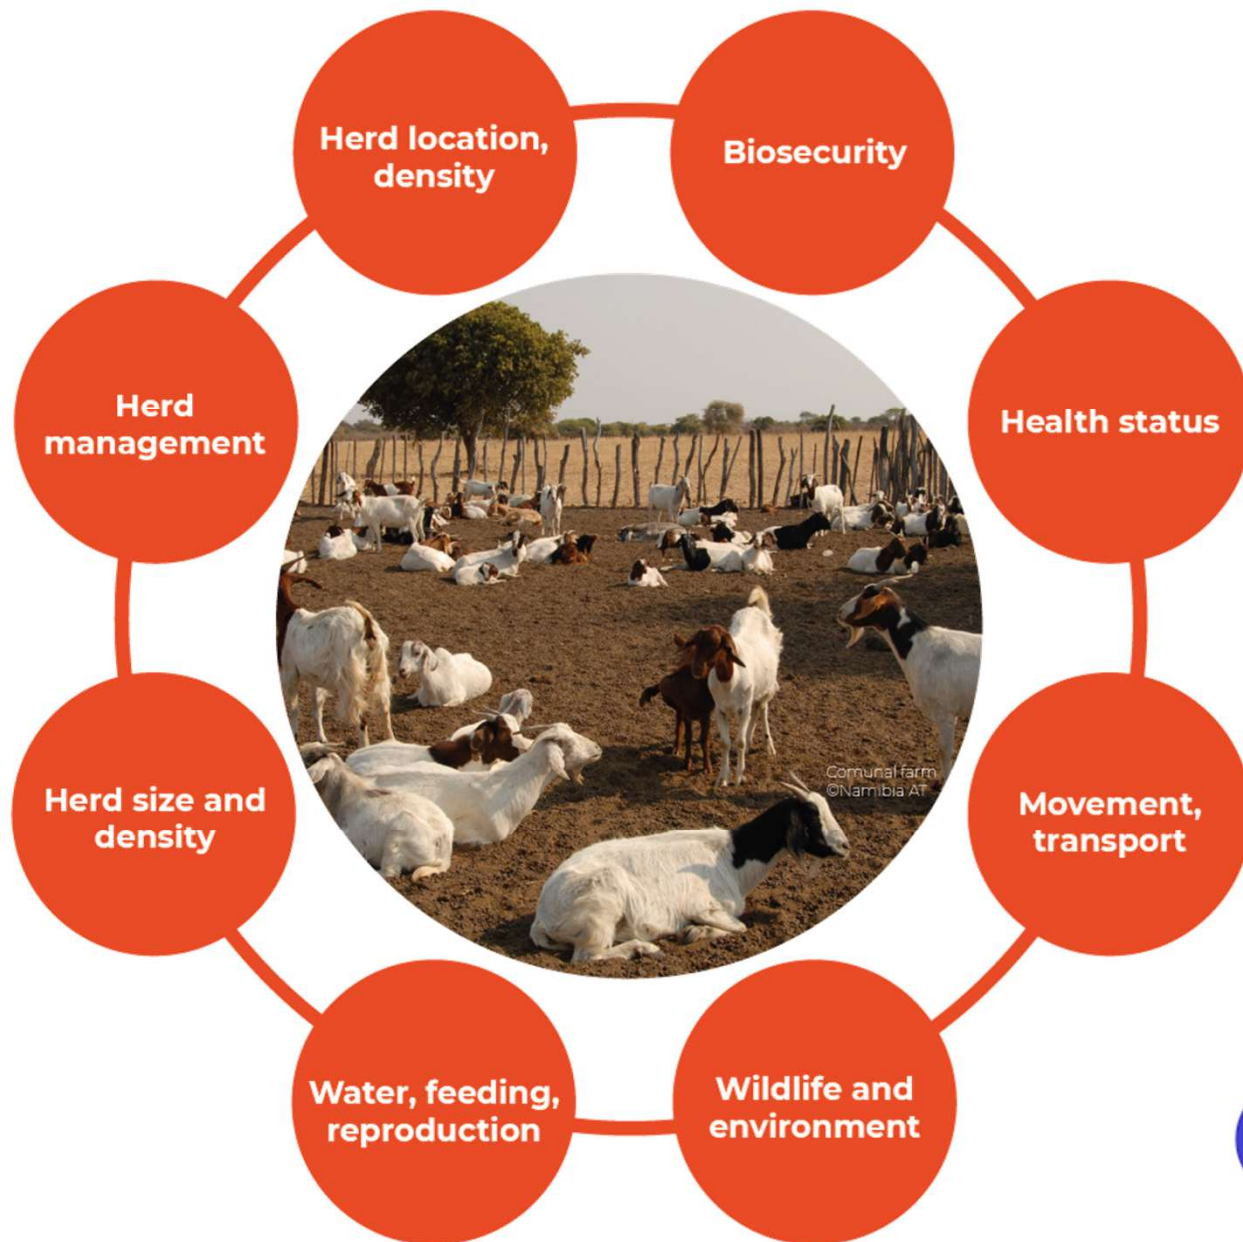 Herd location,
density
Biosecurity
Herd
management
Health status
Comunal farm
©Namibia AT
Herd size and
density
Movement,
transport
Water, feeding,
reproduction
Wildlife and
environment